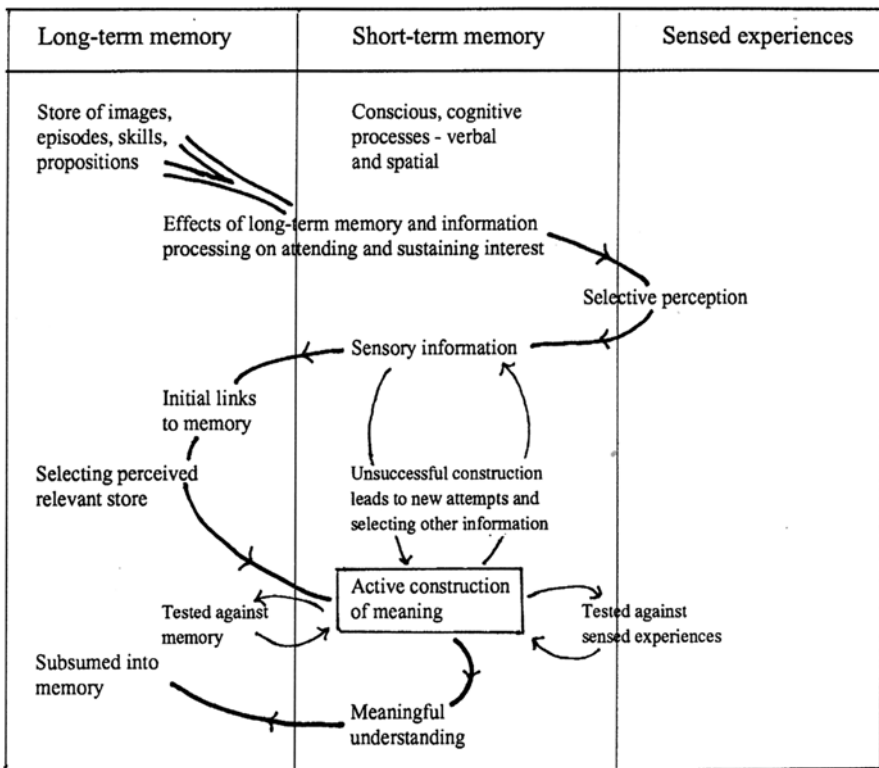 Long-term memory
Short-term memory
Sensed experiences
Store of images,
episodes, skills,
propositions
Conscious, cognitive
processes - verbal
and spatial
Effects of long-term memory and information
processing on attending and sustaining interest
Selective perception
Sensory information
Initial links
to memory
Selecting perceived
relevant store
Unsuccessful construction
leads to new attempts and
selecting other information
Active construction
of meaning
Tested against
memory
Tested against
sensed experiences
Subsumed into
memory
Meaningful
understanding